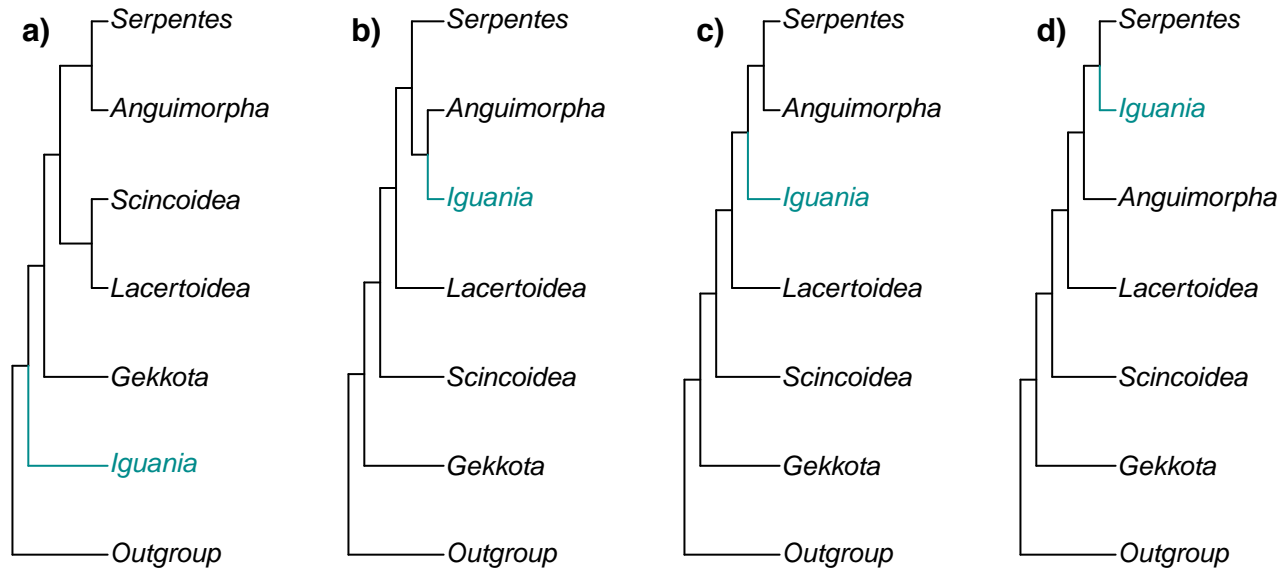 a)
Serpentes
Anguimorpha
Scincoidea
Lacertoidea
Gekkota
Iguania
Outgroup
b)
Serpentes
Anguimorpha
Iguania
Lacertoidea
Scincoidea
Gekkota
Outgroup
c)
Serpentes
Anguimorpha
Iguania
Lacertoidea
Scincoidea
Gekkota
Outgroup
d)
Serpentes
Iguania
Anguimorpha
Lacertoidea
Scincoidea
Gekkota
Outgroup